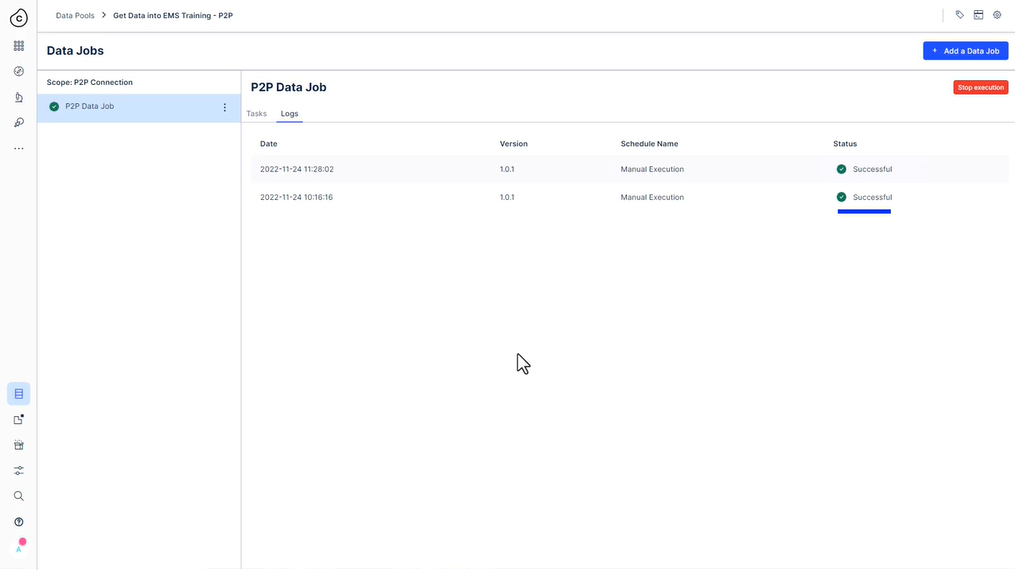 Data Pools > Get Data into EMS Training - P2P
Data Jobs
+ Add a Data Job
Scope: P2P Connection
P2P Data Job
P2P Data Job
Stop execution
Tasks Logs
Date Version Schedule Name Status
2022-11-24 11:28:02 1.0.1 Manual Execution Successful
2022-11-24 10:16:16 1.0.1 Manual Execution Successful
A